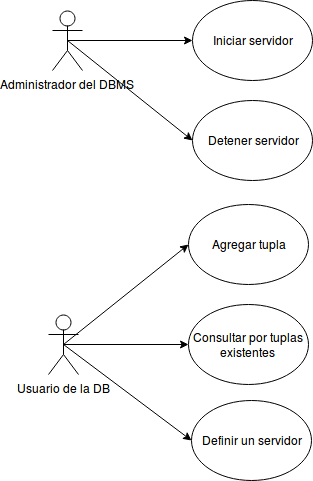 Iniciar servidor
Administrador del DBMS
Detener servidor
Agregar tupla
Consultar por tuplas
existentes
Usuario de la DB
Definir un servidor